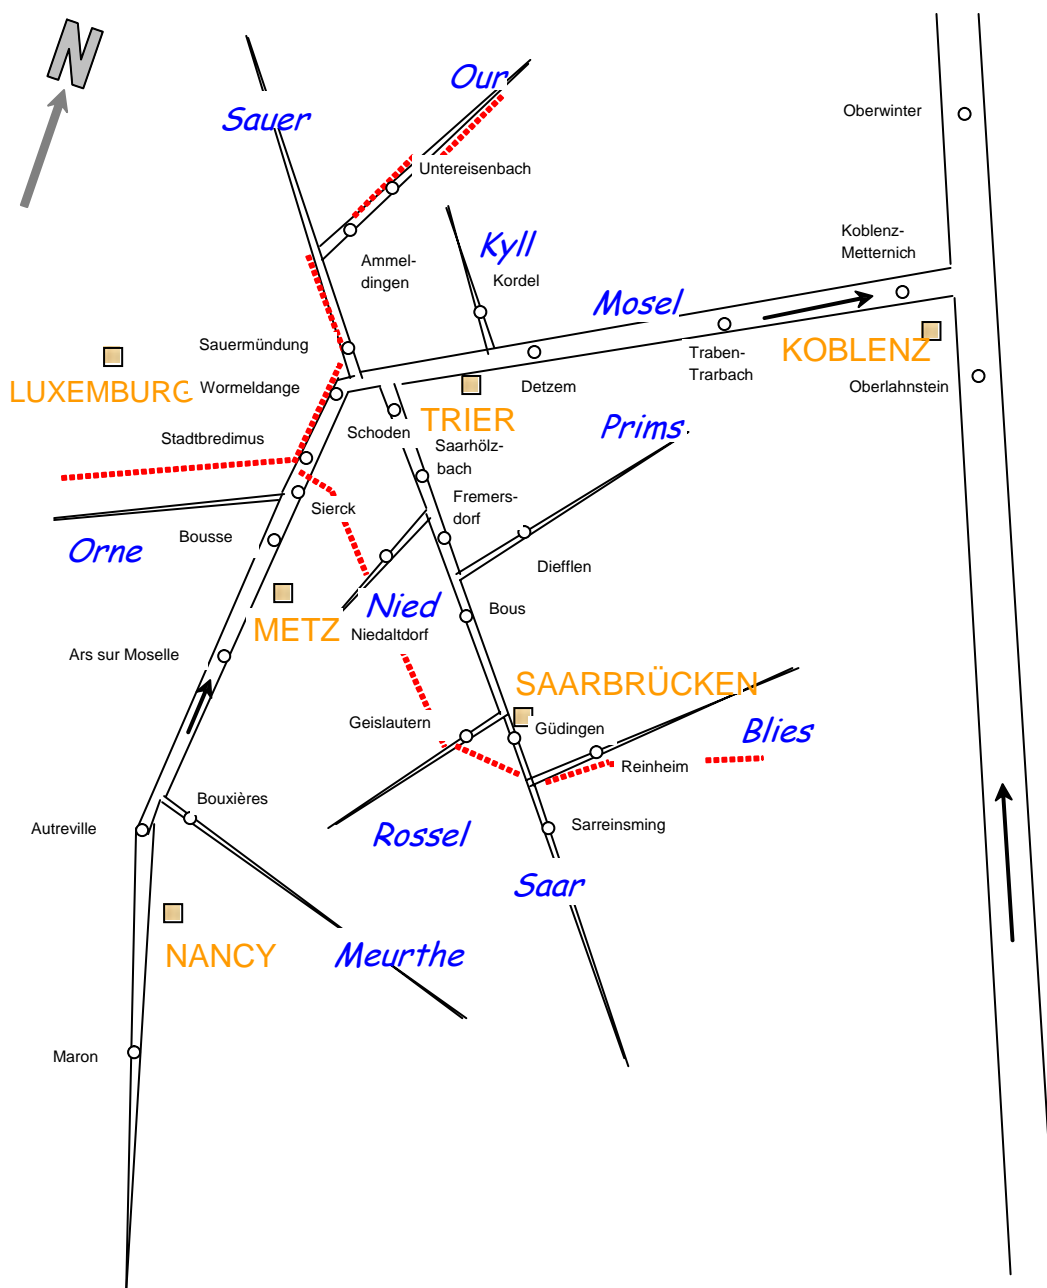 N
Our
Sauer
Oberwinter
Untereisenbach
Kyll
Koblenz-
Metternich
Ammel-
dingen
Kordel
Mosel
Sauermündung
KOBLENZ
Traben-
Trarbach
LUXEMBURG
Wormeldange
Detzem
Oberlahnstein
TRIER
Schoden
Prims
Stadtbredimus
Saarhölz-
bach
Fremers-
dorf
Sierck
Bousse
Orne
Diefflen
Nied
Bous
METZ
Niedaltdorf
Ars sur Moselle
SAARBRÜCKEN
Geislautern
Güdingen
Blies
Reinheim
Bouxières
Autreville
Sarreinsming
Rossel
Saar
NANCY
Meurthe
Maron